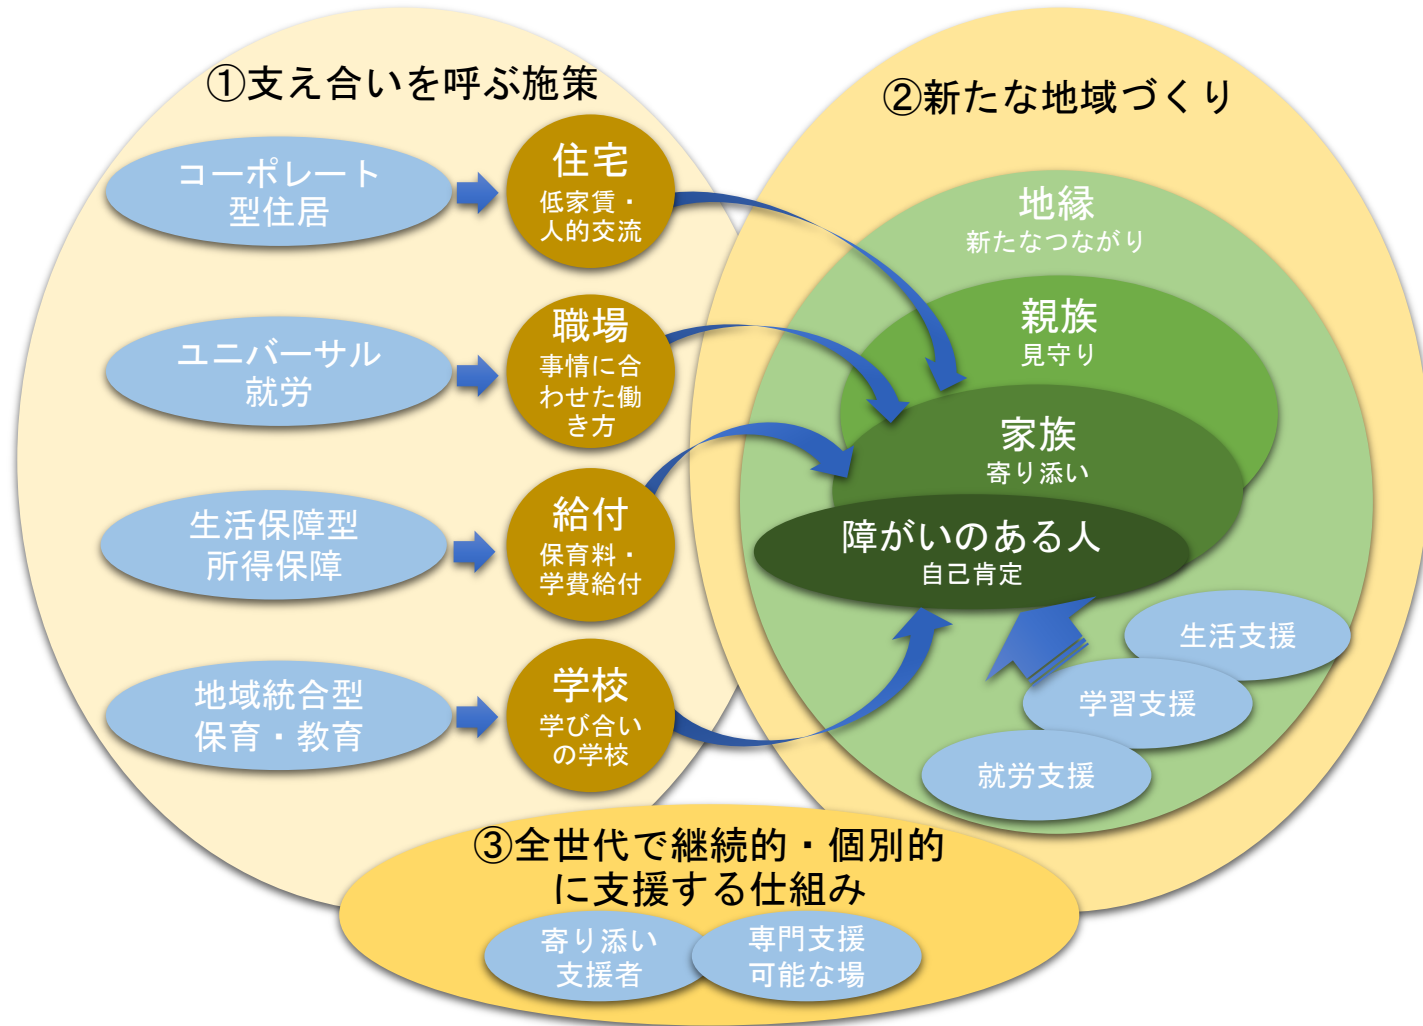 ①支え合いを呼ぶ施策
コーポレート
型住居
住宅
低家賃・
人的交流
ユニバーサル
就労
職場
事情に合
わせた働
き方
生活保障型
所得保障
給付
保育料・
学費給付
地域統合型
保育・教育
学校
学び合い
の学校
②新たな地域づくり
地縁
新たなつながり
親族
見守り
家族
寄り添い
障がいのある人
自己肯定
生活支援
学習支援
就労支援
③全世代で継続的・個別的
に支援する仕組み
寄り添い
支援者
専門支援
可能な場